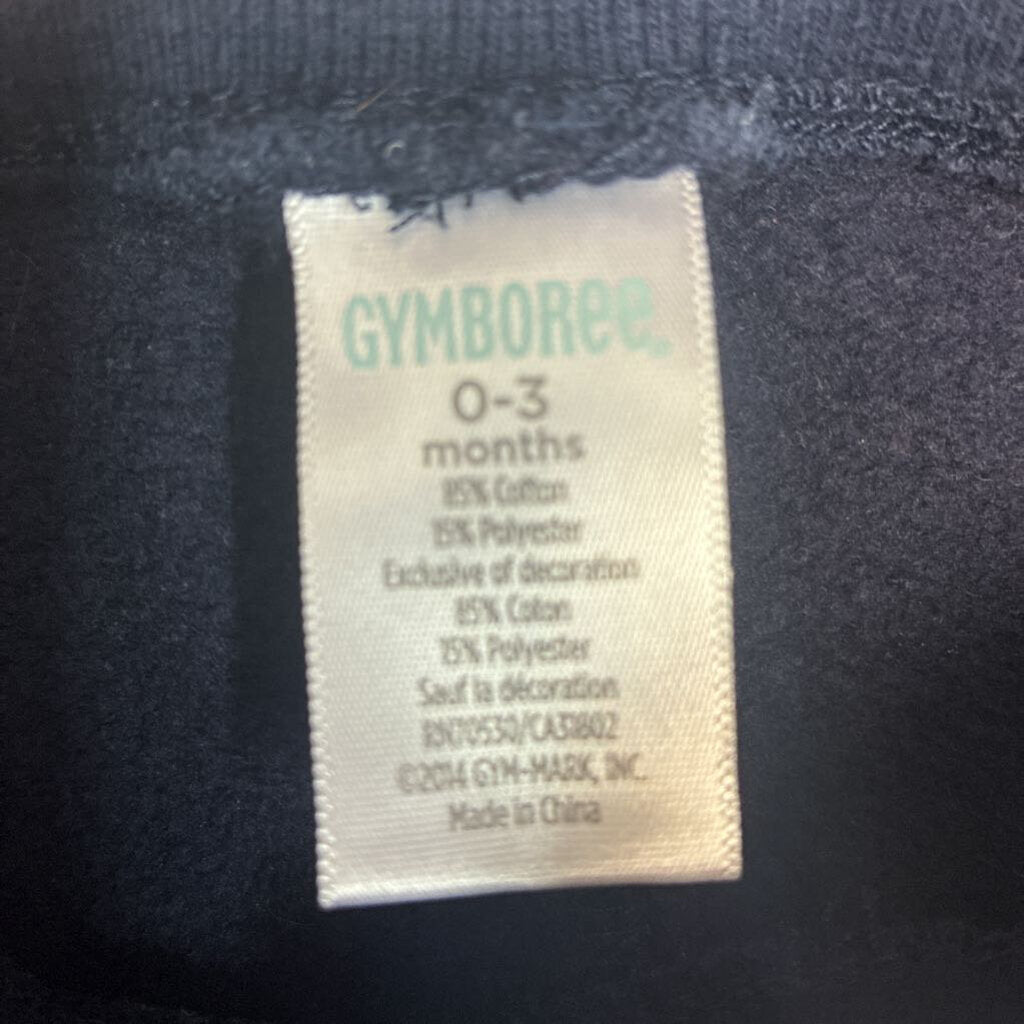 GYMBOREE
0-3
months
85% Cotton
15% Polyester
Exclusive of decoration
85% Coton
15% Polyester
Sauf la décoration
RN70530/CA31802
©2014 GYM-MARK, INC.
Made in China